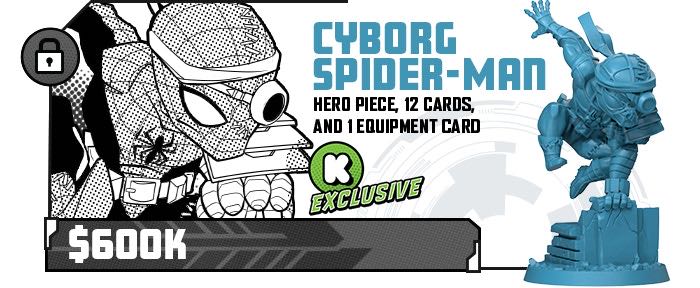 CYBORG
SPIDER-MAN
HERO PIECE, 12 CARDS,
AND 1 EQUIPMENT CARD
K
EXCLUSIVE
$600K